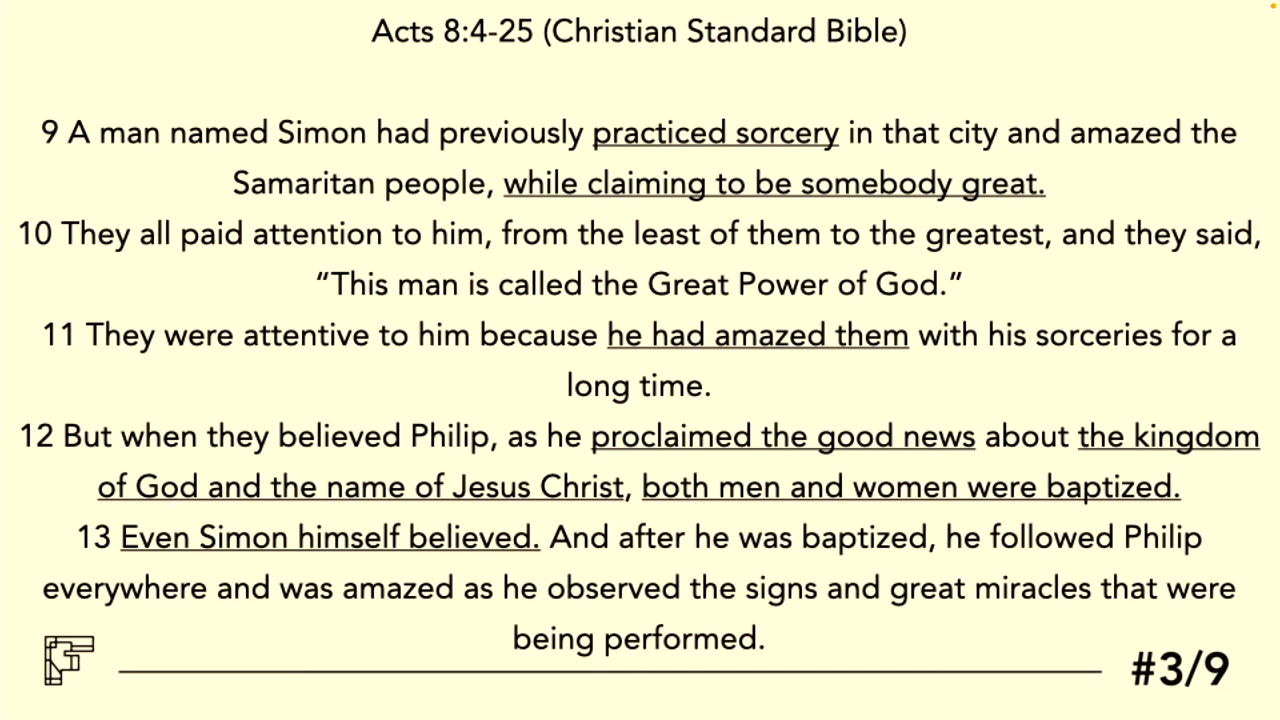 Acts 8:4-25 (Christian Standard Bible)
9 A man named Simon had previously practiced sorcery in that city and amazed the
Samaritan people, while claiming to be somebody great.
10 They all paid attention to him, from the least of them to the greatest, and they said,
“This man is called the Great Power of God.”
11 They were attentive to him because he had amazed them with his sorceries for a
long time.
12 But when they believed Philip, as he proclaimed the good news about the kingdom
of God and the name of Jesus Christ, both men and women were baptized.
13 Even Simon himself believed. And after he was baptized, he followed Philip
everywhere and was amazed as he observed the signs and great miracles that were
being performed.
#3/9